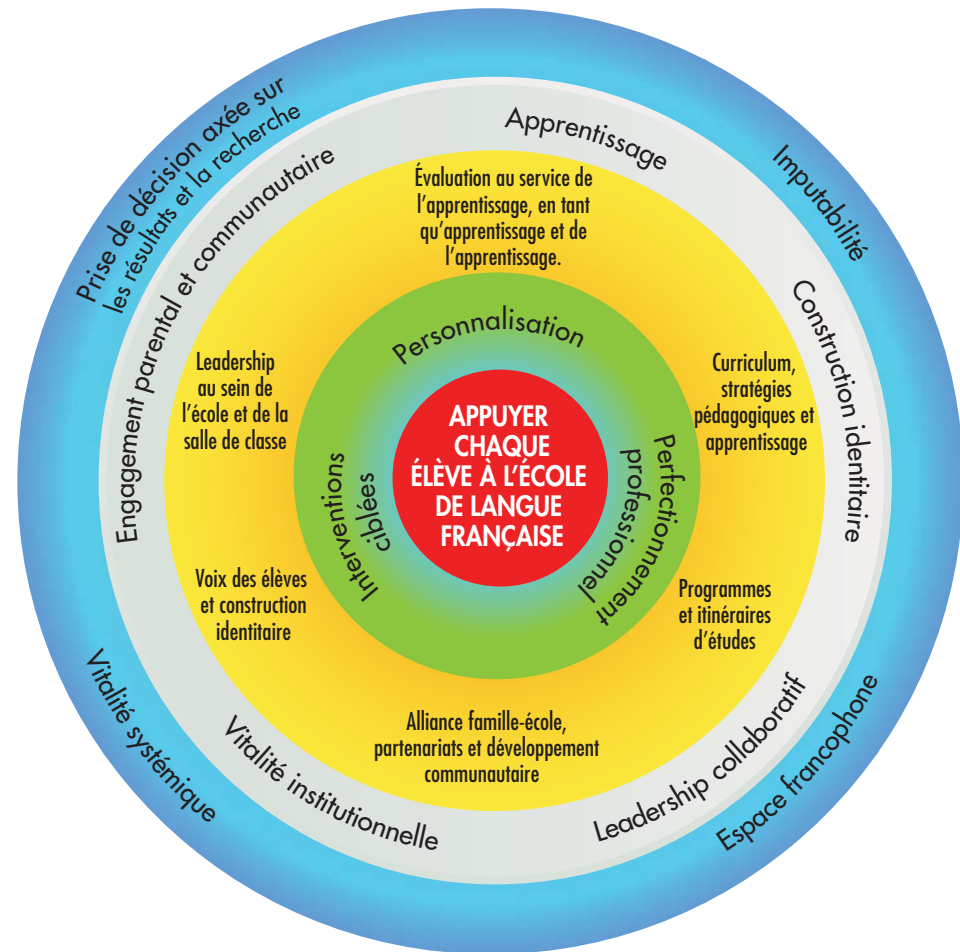 Prise de décision axée sur
les résultats et la recherche
Imputabilité
Espace francophone
Vitalité systémique
Engagement parental et communautaire
Apprentissage
Construction identitaire
Leadership collaboratif
Vitalité institutionnelle
Évaluation au service de
l'apprentissage, en tant
qu'apprentissage et de
l'apprentissage.
Curriculum,
stratégies
pédagogiques et
apprentissage
Programmes
et itinéraires
d'études
Alliance famille-école,
partenariats et développement
communautaire
Voix des élèves
et construction
identitaire
Leadership
au sein de
l'école et de la
salle de classe
Personnalisation
Perfectionnement
professionnel
Interventions
ciblées
APPUYER
CHAQUE
ÉLÈVE À L'ÉCOLE
DE LANGUE
FRANÇAISE